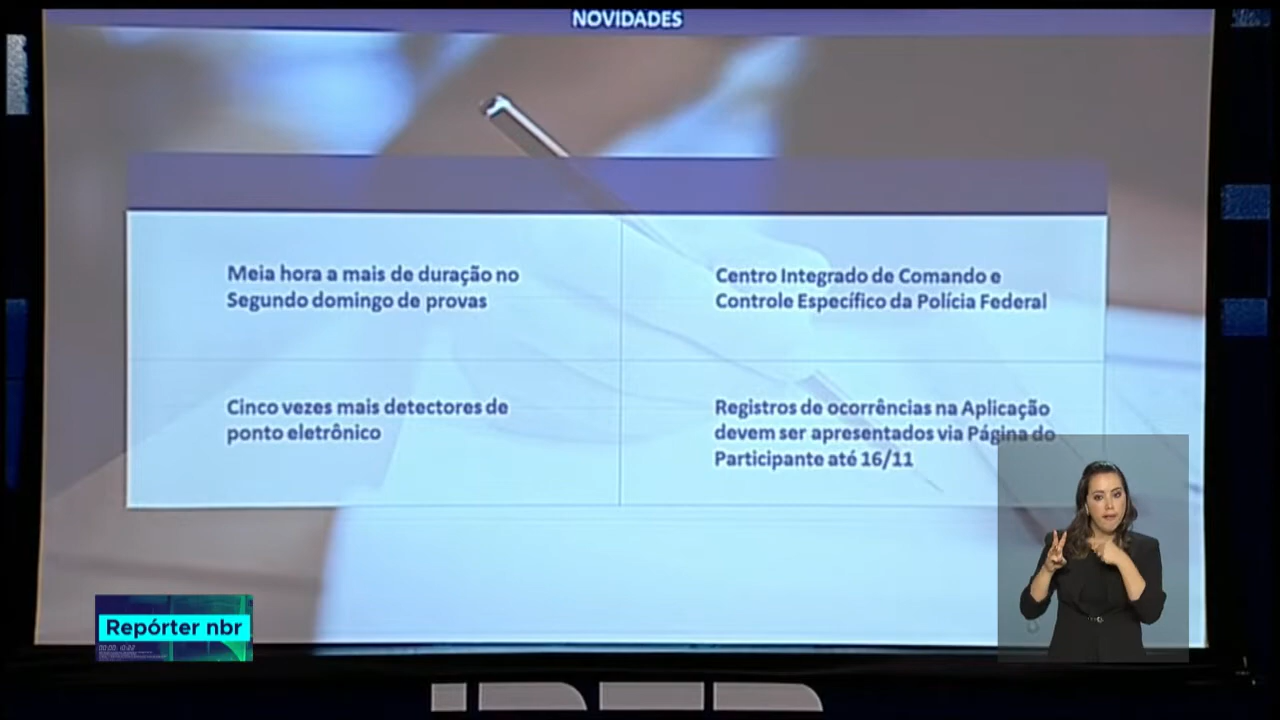 NOVIDADES
Meia hora a mais de duração no
Segundo domingo de provas
Centro Integrado de Comando e
Controle Específico da Polícia Federal
Cinco vezes mais detectores de
ponto eletrônico
Registros de ocorrências na Aplicação
devem ser apresentados via Página do
Participante até 16/11
Repórter nbr